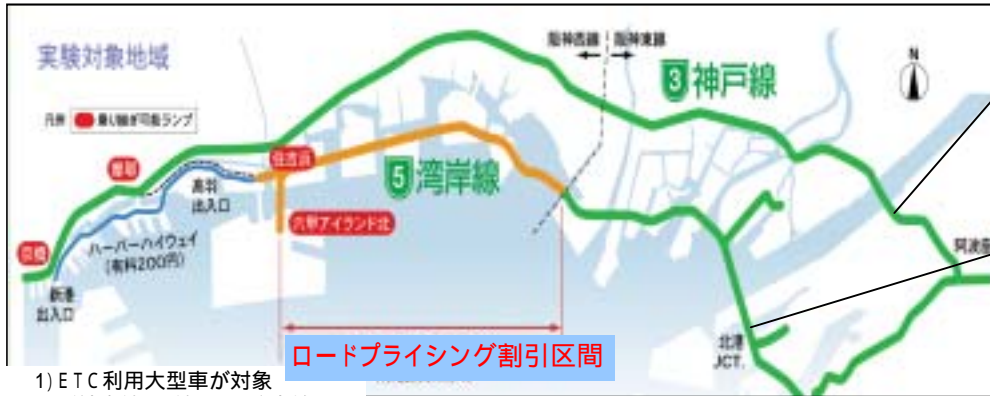 実験対象地域
凡例 乗り継ぎ可能ランプ
阪神西線 阪神東線
N
3 神戸線
5 湾岸線
摩耶
住吉浜
高羽
出入口
六甲アイランド北
ハーバーハイウェイ
(有料200円)
京橋
新港
出入口
阿波座
北港
JCT.
ロードプライシング割引区間
1) ETC利用大型車が対象